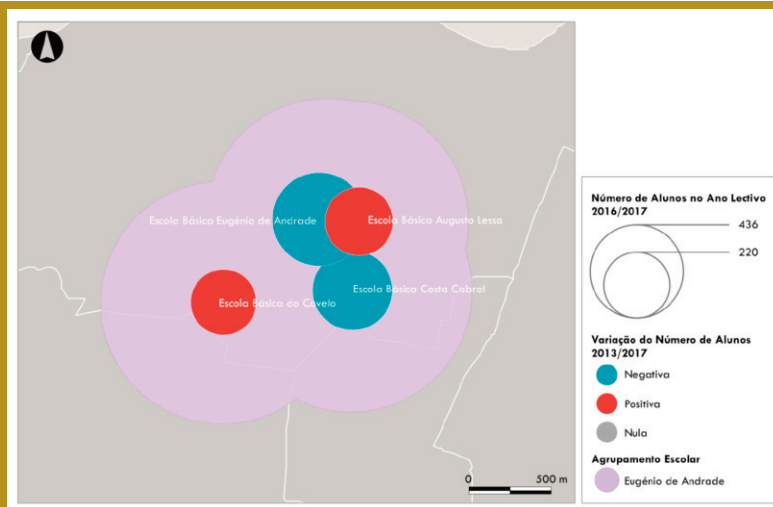 Escola Básica Eugénio de Andrade
Escola Básica Augusto Lessa
Escola Básica Costa Cabral
Escola Básica do Covelo
0 500 m
Número de Alunos no Ano Lectivo
2016/2017
436
220
Variação do Número de Alunos
2013/2017
Negativa
Positiva
Nula
Agrupamento Escolar
Eugénio de Andrade